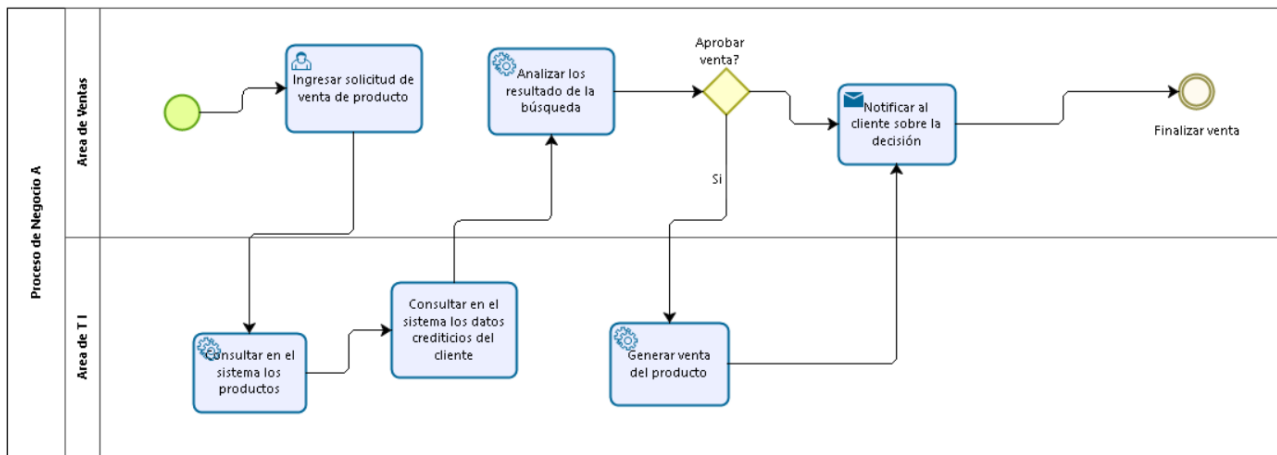 Proceso de Negocio A
Area de Ventas
Ingresar solicitud de
venta de producto
Analizar los
resultado de la
búsqueda
Aprobar
venta?
Si
Notificar al
cliente sobre la
decisión
Finalizar venta
Area de T I
Consultar en el
sistema los
productos
Consultar en el
sistema los datos
crediticios del
cliente
Generar venta
del producto